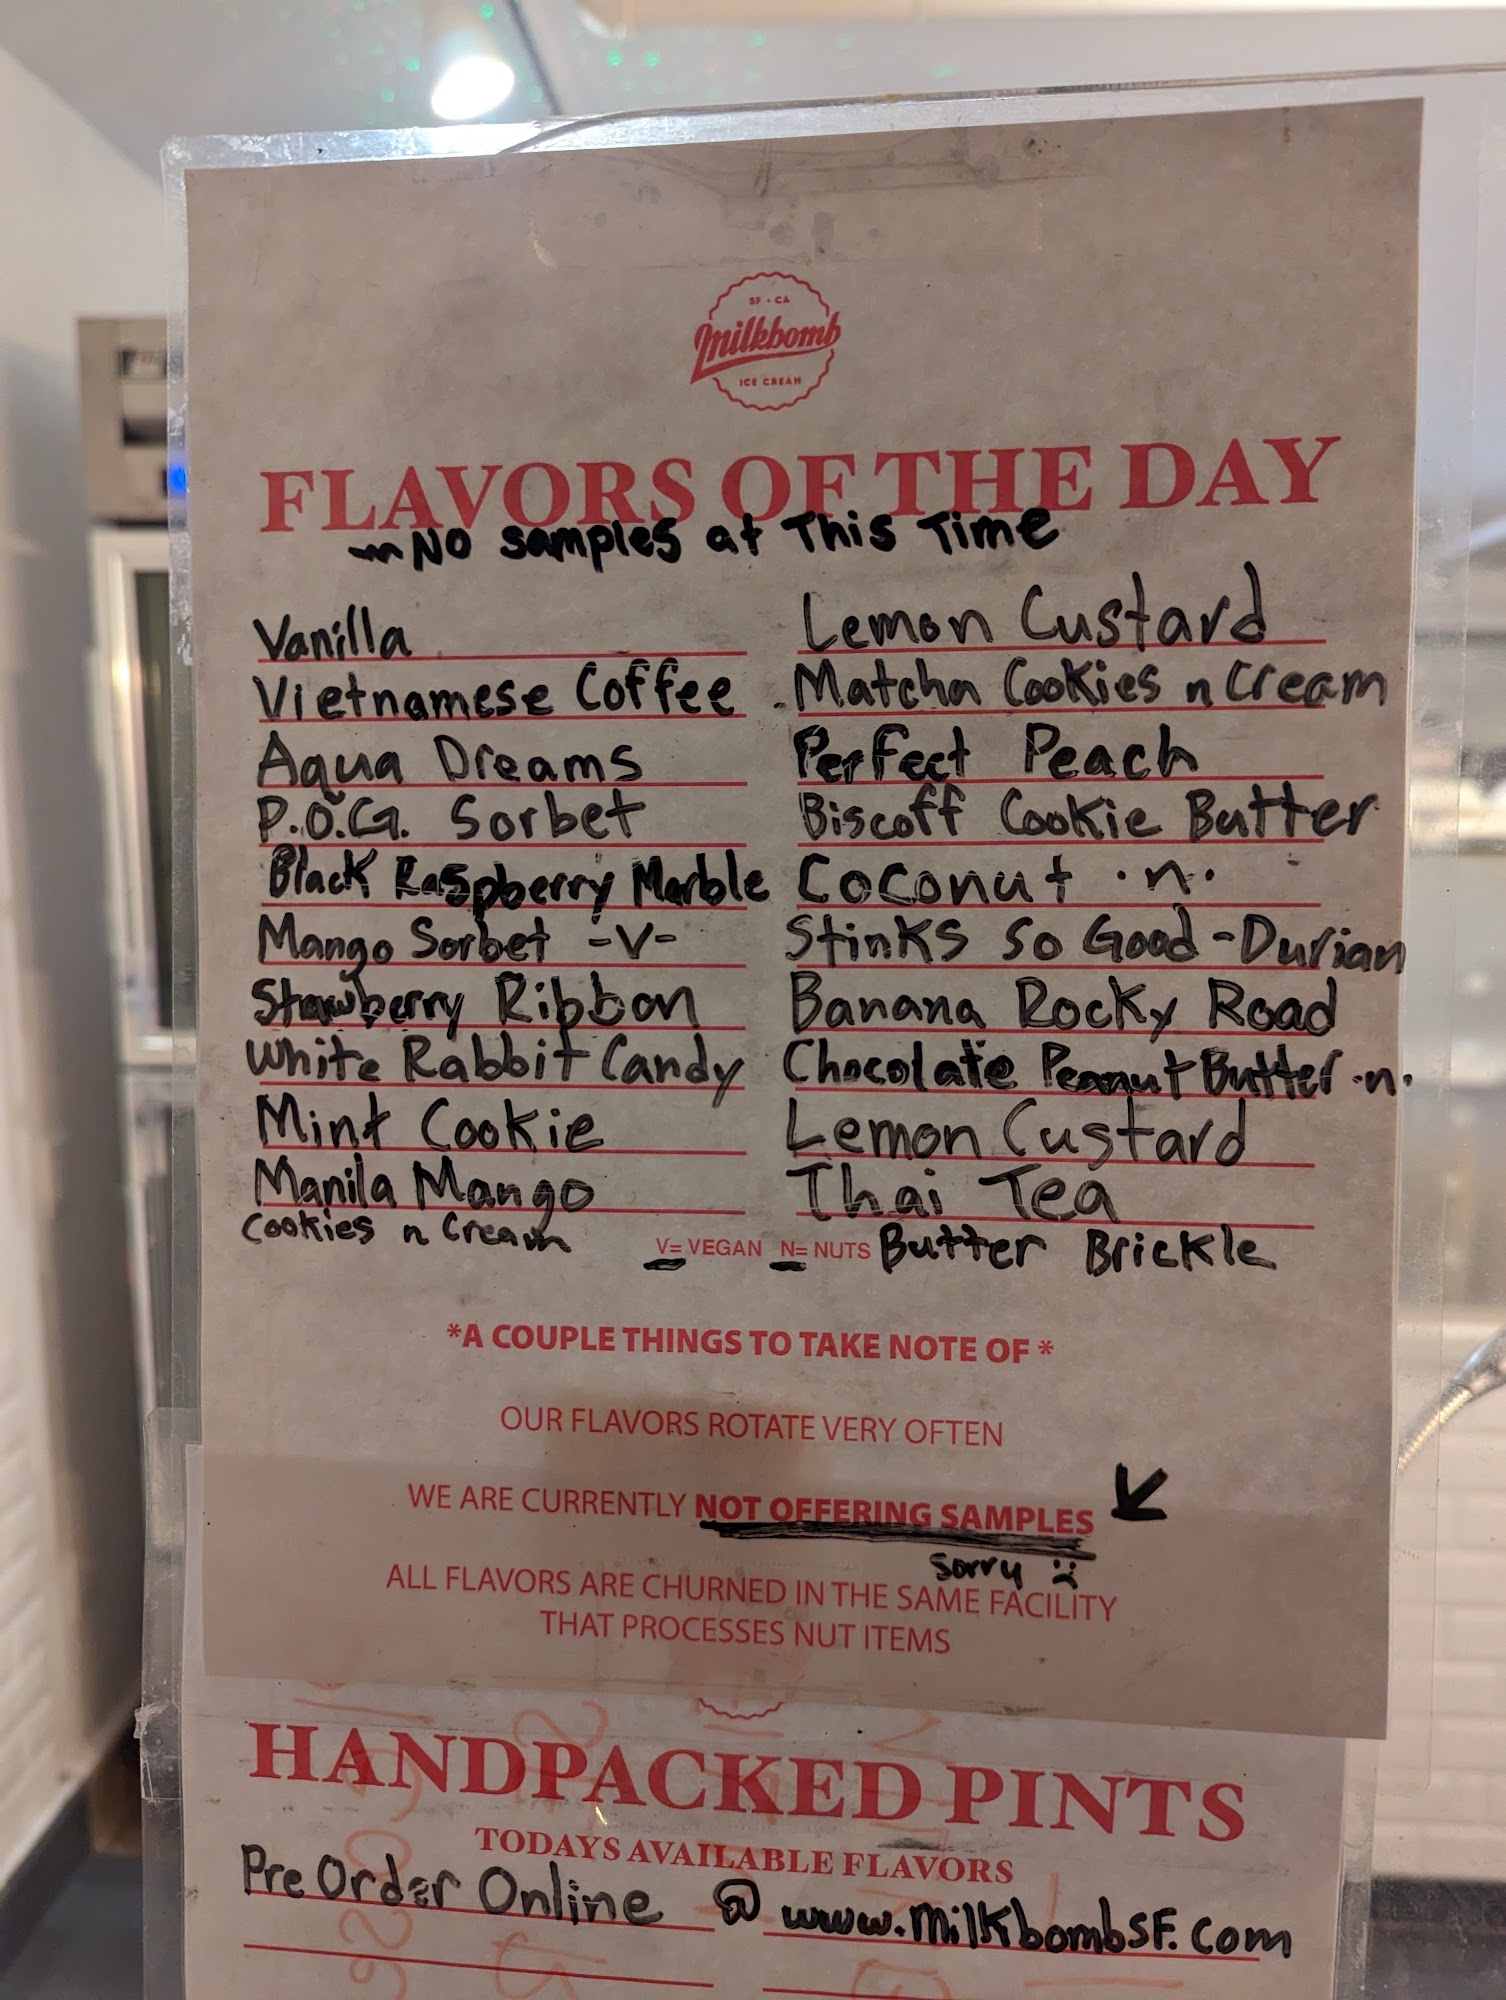 SF • CA
Milkbomb
ICE CREAM
FLAVORS OF THE DAY
No samples at This Time
Vanilla
Vietnamese Coffee
Aqua Dreams
P.O.G. Sorbet
Black Raspberry Marble
Mango Sorbet -V-
Strawberry Ribbon
White Rabbit Candy
Mint Cookie
Manila Mango
Cookies n Cream
Lemon Custard
Matcha Cookies n Cream
Perfect Peach
Biscoff Cookie Butter
Coconut .n.
Stinks So Good - Durian
Banana Rocky Road
Chocolate Peanut Butter .n.
Lemon Custard
Thai Tea
Butter Brickle
V= VEGAN N= NUTS
*A COUPLE THINGS TO TAKE NOTE OF *
OUR FLAVORS ROTATE VERY OFTEN
WE ARE CURRENTLY NOT OFFERING SAMPLES
Sorry :(
ALL FLAVORS ARE CHURNED IN THE SAME FACILITY
THAT PROCESSES NUT ITEMS
HANDPACKED PINTS
TODAYS AVAILABLE FLAVORS
Pre Order Online @ www.MilkbombSF.com